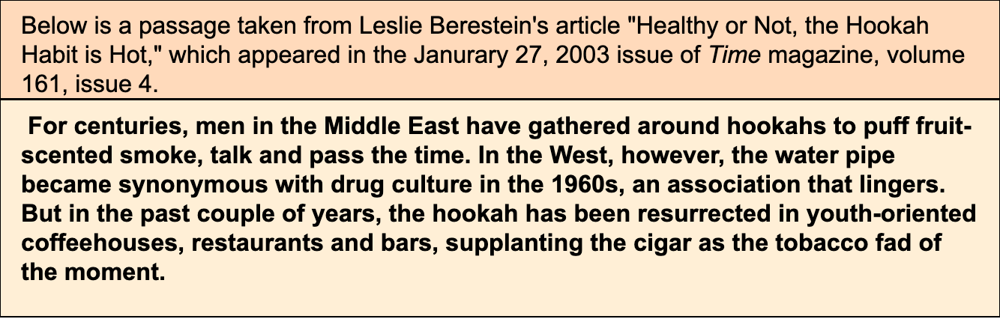 Below is a passage taken from Leslie Berestein's article "Healthy or Not, the Hookah
Habit is Hot," which appeared in the Janurary 27, 2003 issue of Time magazine, volume
161, issue 4.
For centuries, men in the Middle East have gathered around hookahs to puff fruit-
scented smoke, talk and pass the time. In the West, however, the water pipe
became synonymous with drug culture in the 1960s, an association that lingers.
But in the past couple of years, the hookah has been resurrected in youth-oriented
coffeehouses, restaurants and bars, supplanting the cigar as the tobacco fad of
the moment.